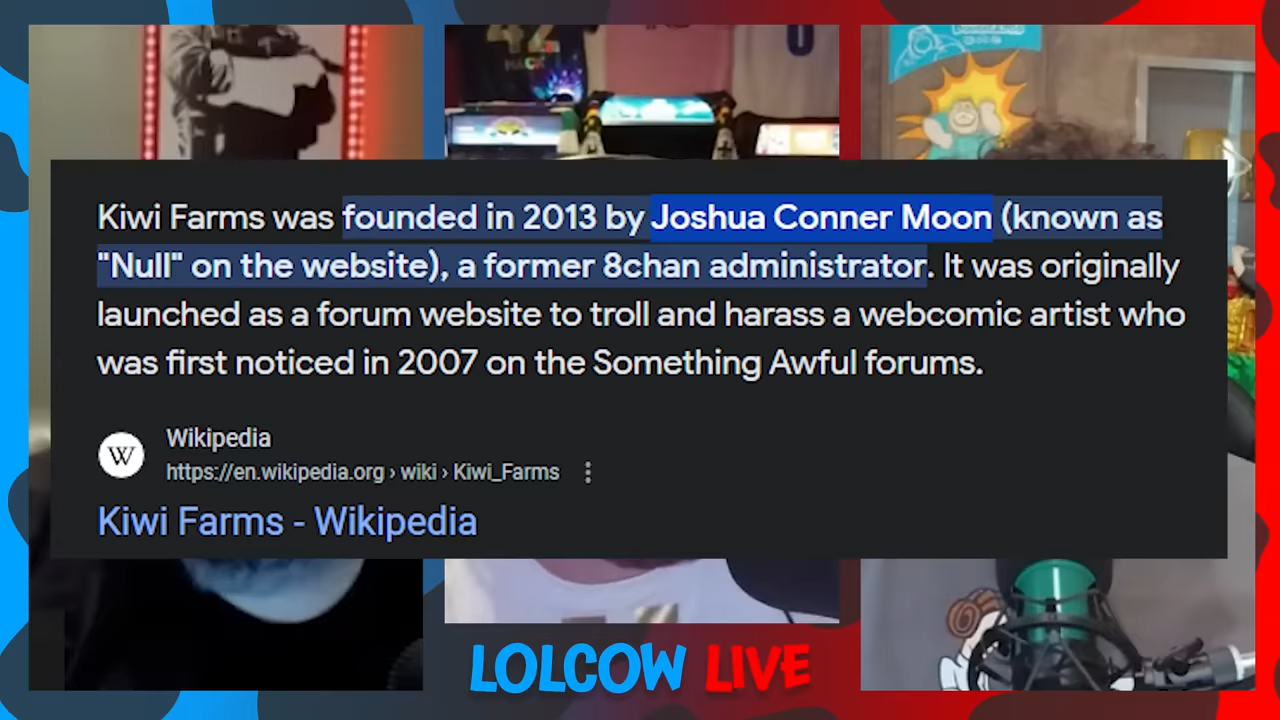 42
HACK
Kiwi Farms was founded in 2013 by Joshua Conner Moon (known as
"Null" on the website), a former 8chan administrator. It was originally
launched as a forum website to troll and harass a webcomic artist who
was first noticed in 2007 on the Something Awful forums.
W
Wikipedia
https://en.wikipedia.org › wiki › Kiwi_Farms
Kiwi Farms - Wikipedia
LOLCOW LIVE